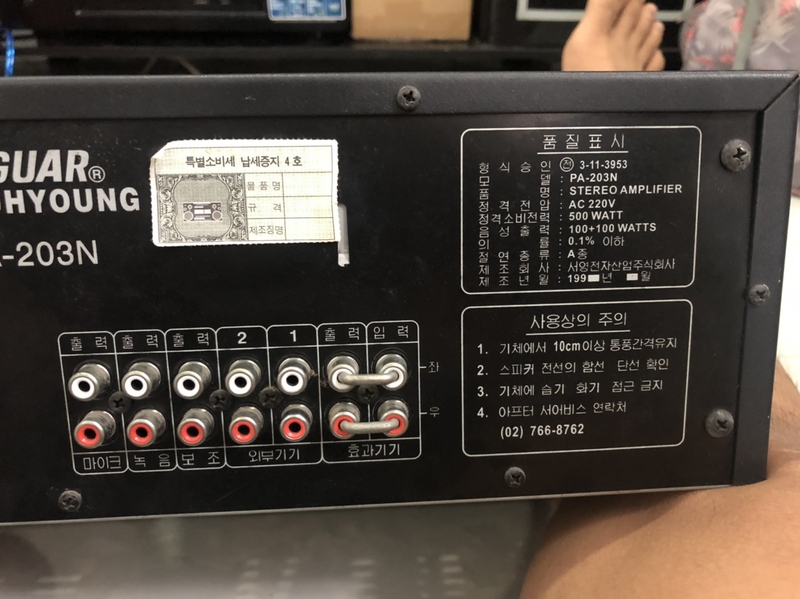 GUAR®
HYOUNG
-203N
특별소비세 납세증지 4 호
물품명
규 격
제조장명
품 질 표 시
형 식 승 인 전 3-11-3953
모 델 : PA-203N
품 명 : STEREO AMPLIFIER
정 격 전 압 : AC 220V
정격소비전력 : 500 WATT
음 성 출 력 : 100+100 WATTS
의 률 : 0.1% 이하
절 연 종 류 : A 종
제 조 회 사 : 서영전자산업주식회사
제 조 년 월 : 199 년 월
사용상의 주의
1. 기체에서 10cm이상 통풍간격유지
2. 스피커 전선의 합선 단선 확인
3. 기체에 습기 화기 접근 금지
4. 아프터 서어비스 연락처
(02) 766-8762
출 력 출 력 출 력 2 1 출 력 입 력
좌
우
마이크 녹 음 보 조 외부기기 효과기기